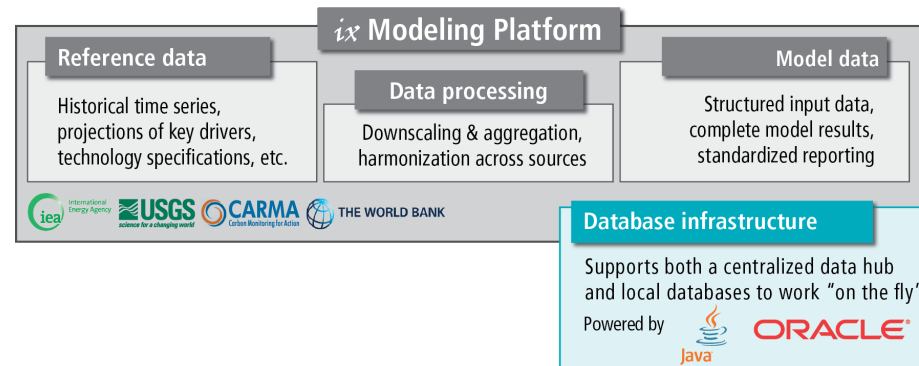 ix Modeling Platform
Reference data
Historical time series,
projections of key drivers,
technology specifications, etc.
Data processing
Downscaling & aggregation,
harmonization across sources
Model data
Structured input data,
complete model results,
standardized reporting
iea
International
Energy Agency
USGS
science for a changing world
CARMA
Carbon Monitoring for Action
THE WORLD BANK
Database infrastructure
Supports both a centralized data hub
and local databases to work “on the fly”
Powered by
Java
ORACLE®